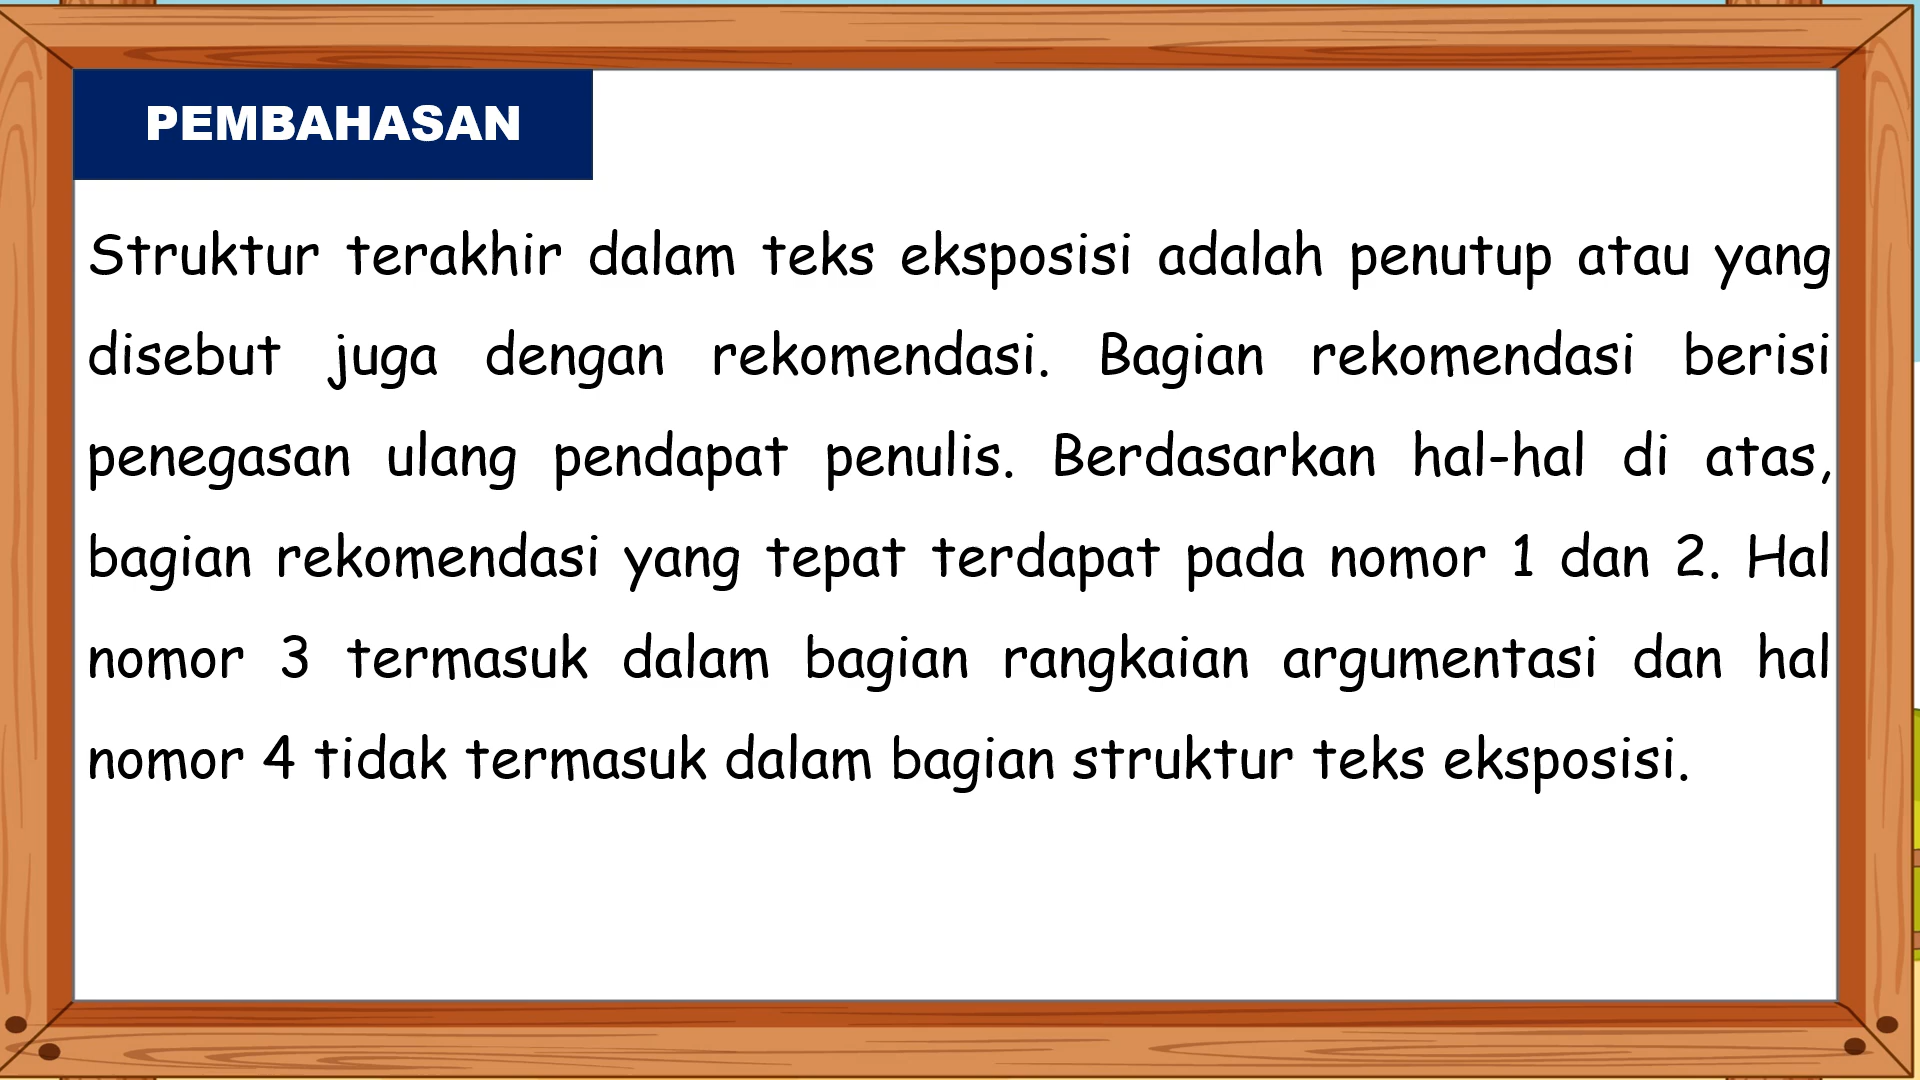 PEMBAHASAN
Struktur terakhir dalam teks eksposisi adalah penutup atau yang
disebut juga dengan rekomendasi. Bagian rekomendasi berisi
penegasan ulang pendapat penulis. Berdasarkan hal-hal di atas,
bagian rekomendasi yang tepat terdapat pada nomor 1 dan 2. Hal
nomor 3 termasuk dalam bagian rangkaian argumentasi dan hal
nomor 4 tidak termasuk dalam bagian struktur teks eksposisi.